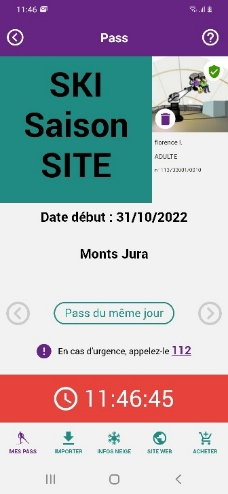 11:46
Pass
SKI
Saison
SITE
florence l.
ADULTE
Date début : 31/10/2022
Monts Jura
Pass du même jour
En cas d'urgence, appelez-le 112
11:46:45
MES PASS
IMPORTER
INFOS NEIGE
SITE WEB
ACHETER